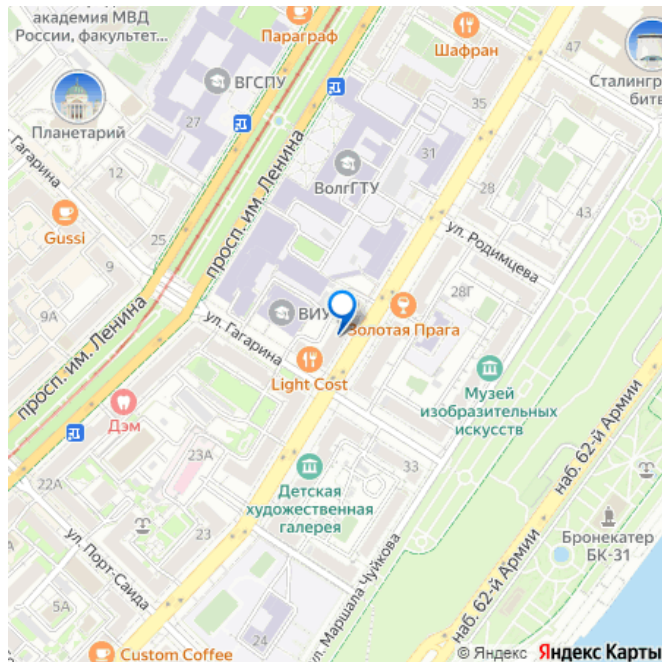 академия МВД
России, факультет...
Параграф
Шафран
47
ВГСПУ
Сталингр
битв
Планетарий
27
35
ул. Гагарина
12
просп. им. Ленина
31
ВолгГТУ
28
43
Gussi
25
ул. Родимцева
9
28Г
9А
просп. им. Ленина
ВИУ
Золотая Прага
ул. Гагарина
Light Cost
Музей
изобразительных
искусств
Дэм
23А
33
наб. 62-й Армии
22А
Детская
художественная
галерея
23
Бронекатер
БК-31
ул. Порт-Саида
наб. 62-й Армии
5А
24
ул. Маршала Чуйкова
Custom Coffee
© Яндекс Яндекс Карты